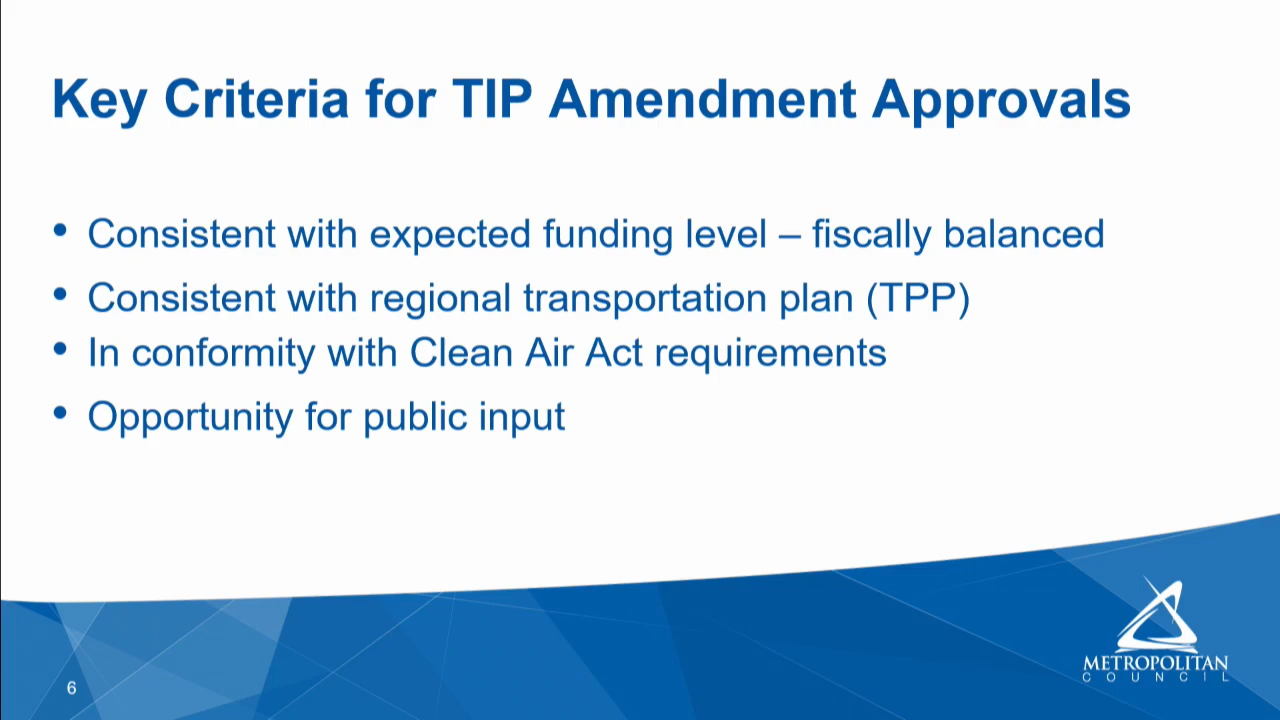 Key Criteria for TIP Amendment Approvals
• Consistent with expected funding level – fiscally balanced
• Consistent with regional transportation plan (TPP)
• In conformity with Clean Air Act requirements
• Opportunity for public input
6
METROPOLITAN
COUNCIL